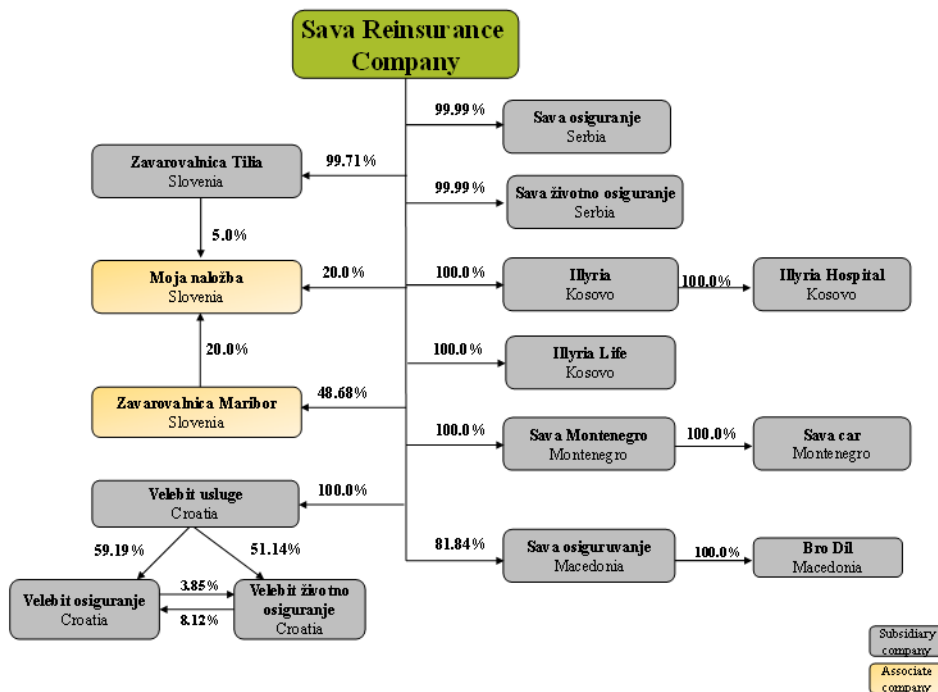 Sava Reinsurance
Company
99.99%
Sava osiguranje
Serbia
Zavarovalnica Tilia
Slovenia
99.71%
99.99%
Sava životno osiguranje
Serbia
5.0%
Moja naložba
Slovenia
20.0%
100.0%
Illyria
Kosovo
100.0%
Illyria Hospital
Kosovo
20.0%
100.0%
Illyria Life
Kosovo
Zavarovalnica Maribor
Slovenia
48.68%
100.0%
Sava Montenegro
Montenegro
100.0%
Sava car
Montenegro
Velebit usluge
Croatia
100.0%
59.19%
51.14%
81.84%
Sava osiguruvanje
Macedonia
100.0%
Bro Dil
Macedonia
Velebit osiguranje
Croatia
3.85%
8.12%
Velebit životno
osiguranje
Croatia
Subsidiary
company
Associate
company